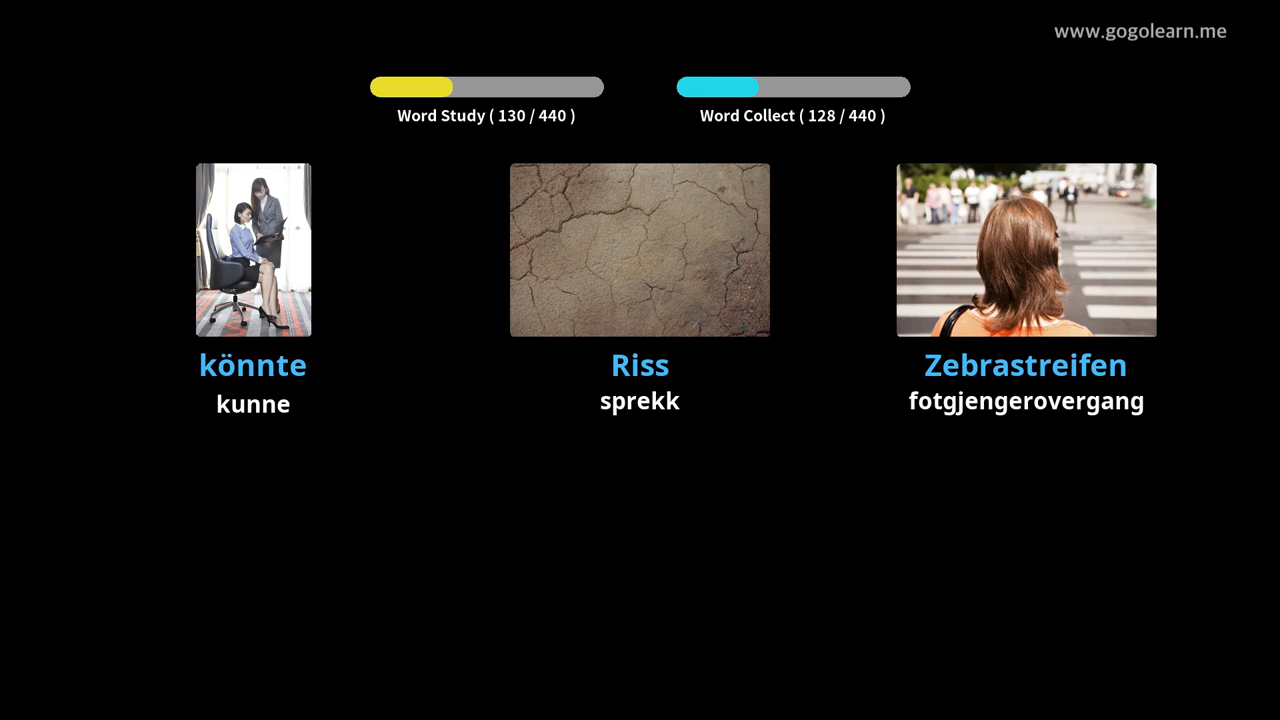 www.gogolearn.me
Word Study ( 130 / 440 )
Word Collect ( 128 / 440 )
könnte
kunne
Riss
sprekk
Zebrastreifen
fotgjengerovergang